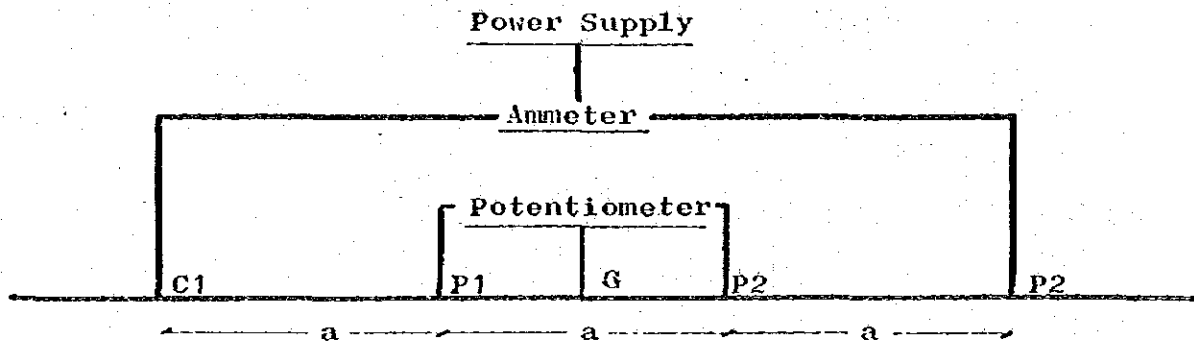 Power Supply
Ammeter
Potentiometer
C1 P1 G P2 P2
a a a